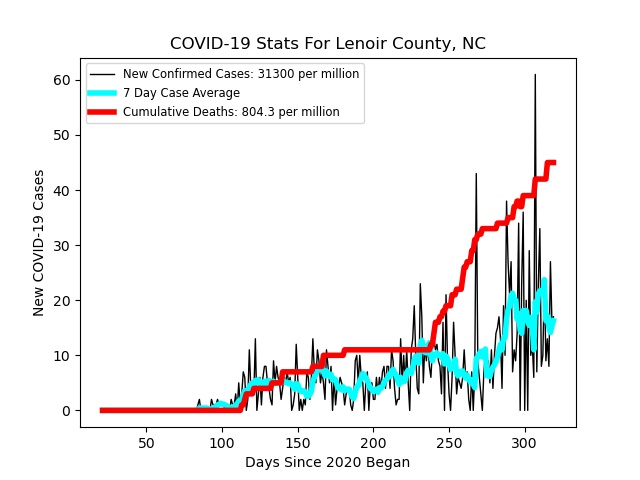 COVID-19 Stats For Lenoir County, NC
New Confirmed Cases: 31300 per million
7 Day Case Average
Cumulative Deaths: 804.3 per million
New COVID-19 Cases
60
50
40
30
20
10
0
50 100 150 200 250 300
Days Since 2020 Began